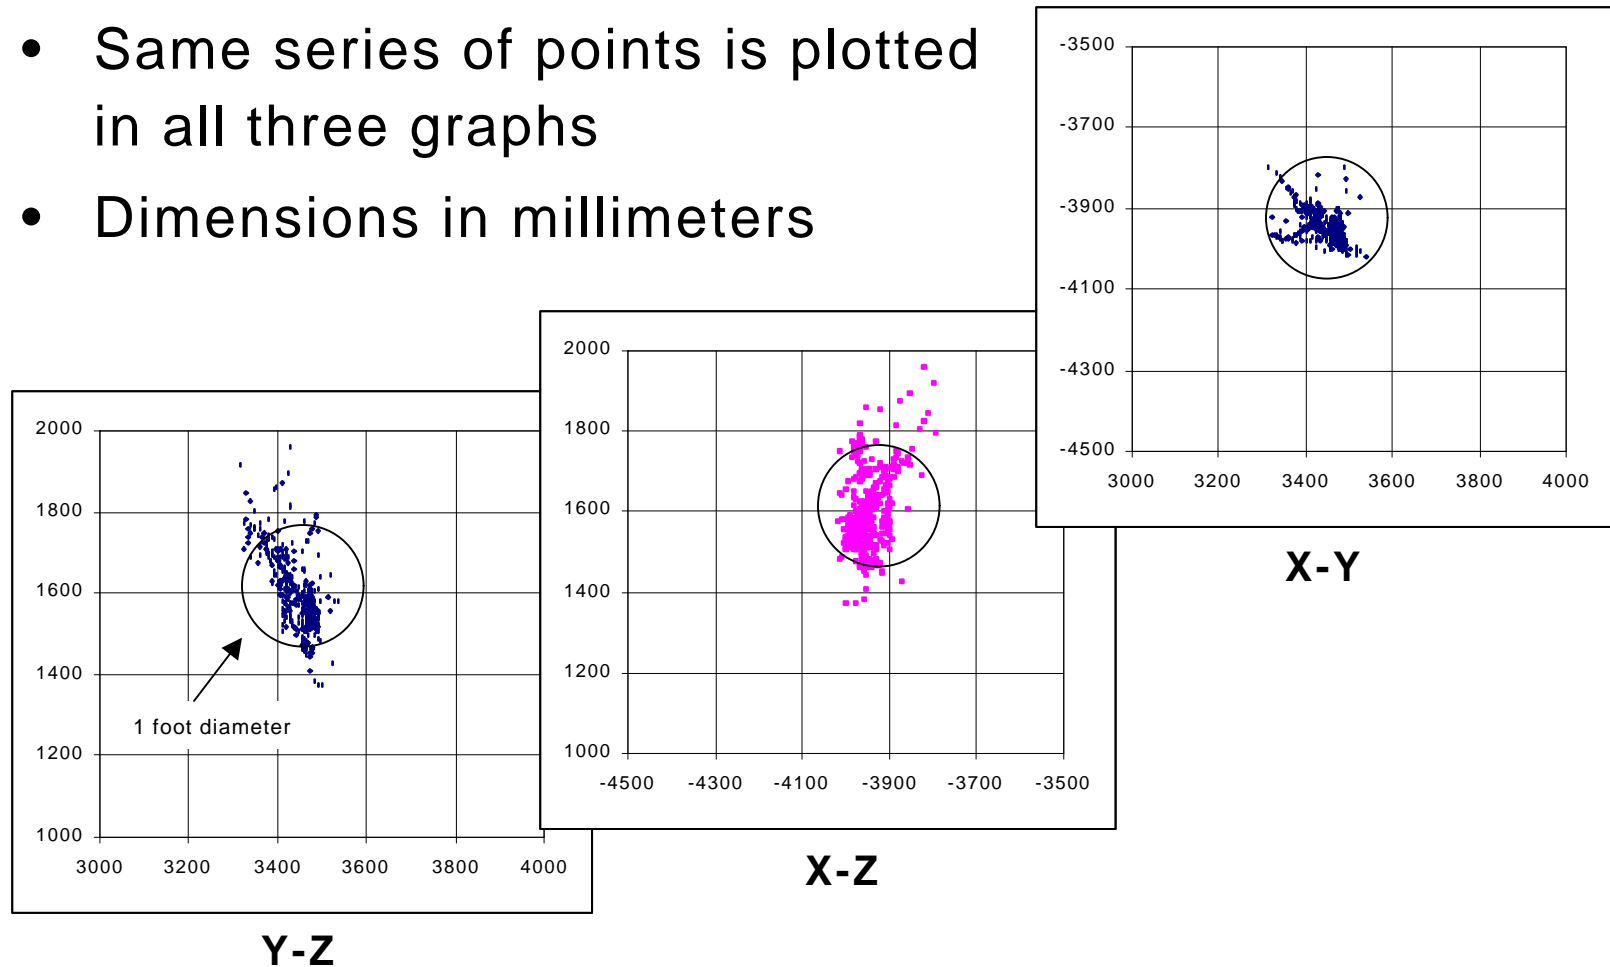 • Same series of points is plotted
in all three graphs
• Dimensions in millimeters
-3500
-3700
-3900
-4100
-4300
-4500
3000 3200 3400 3600 3800 4000
X-Y
2000
1800
1600
1400
1200
1000
-4500 -4300 -4100 -3900 -3700 -3500
X-Z
2000
1800
1600
1400
1200
1000
1 foot diameter
3000 3200 3400 3600 3800 4000
Y-Z